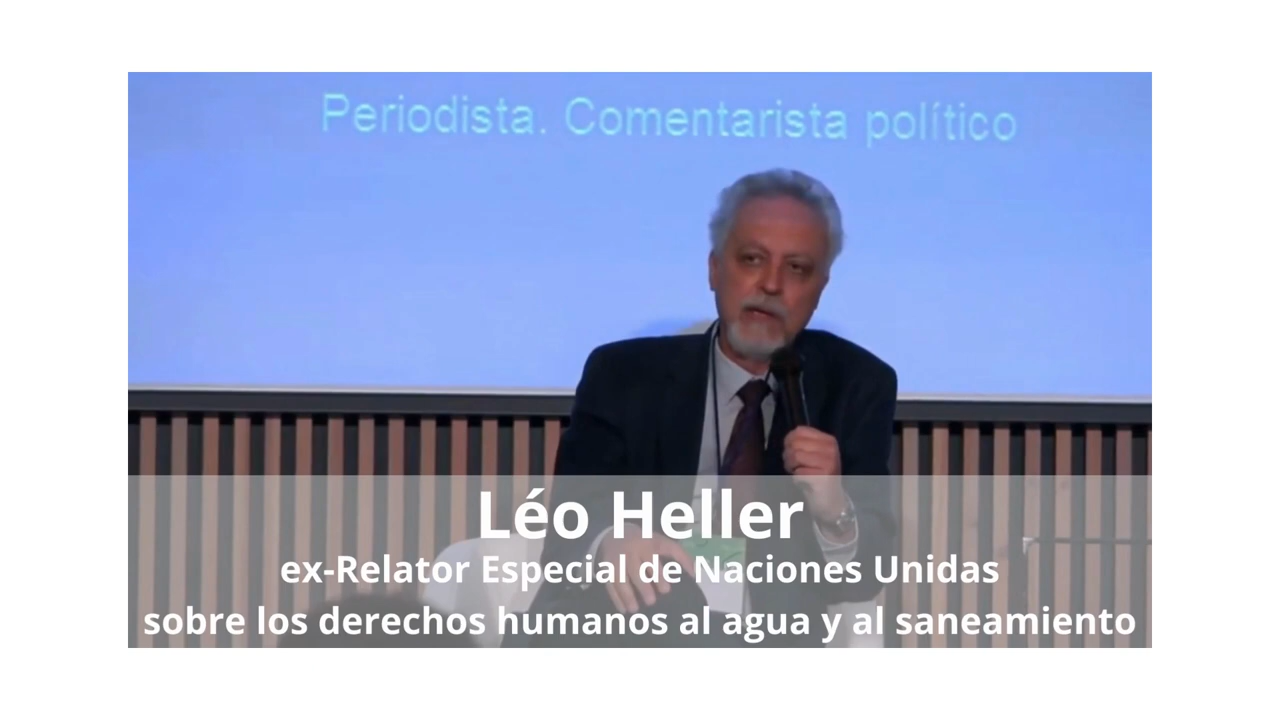 Periodista. Comentarista político
Léo Heller
ex-Relator Especial de Naciones Unidas
sobre los derechos humanos al agua y al saneamiento